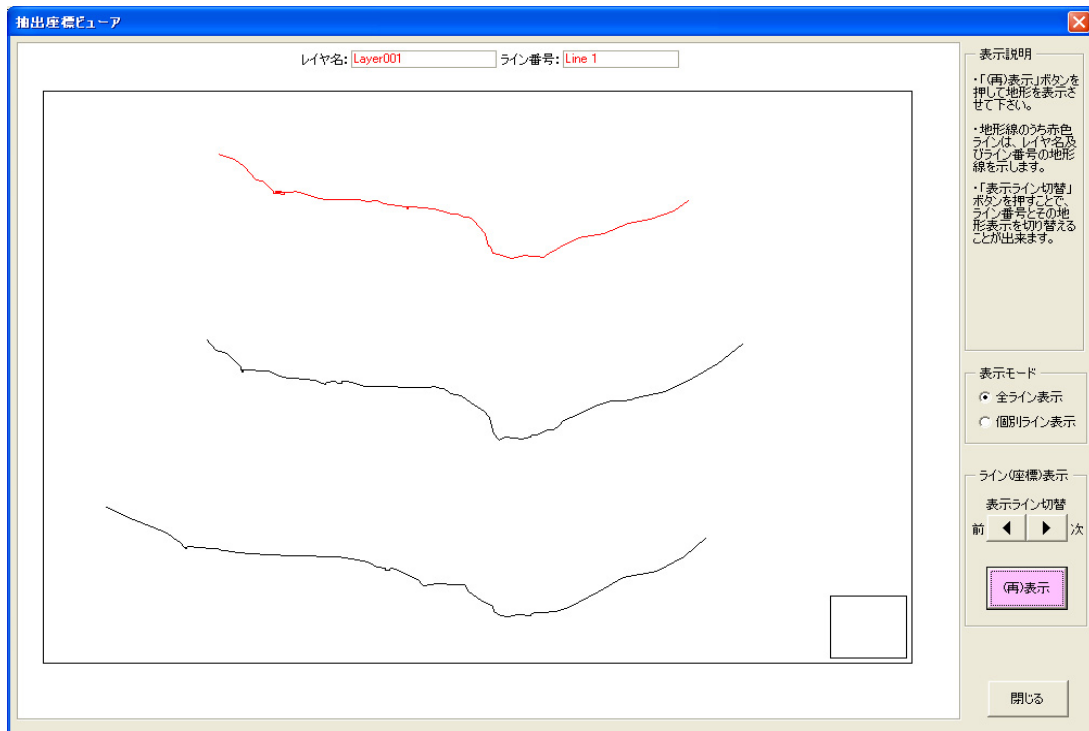 抽出座標ビューア
レイヤ名: Layer001 ライン番号: Line 1
表示説明
・「(再)表示」ボタンを
押して地形を表示さ
せて下さい。
・地形線のうち赤色
ラインは、レイヤ名及
びライン番号の地形
線を示します。
・「表示ライン切替」
ボタンを押すことで、
ライン番号とその地
形表示を切り替える
ことが出来ます。
表示モード
全ライン表示
個別ライン表示
ライン(座標)表示
表示ライン切替
前 次
(再)表示
閉じる